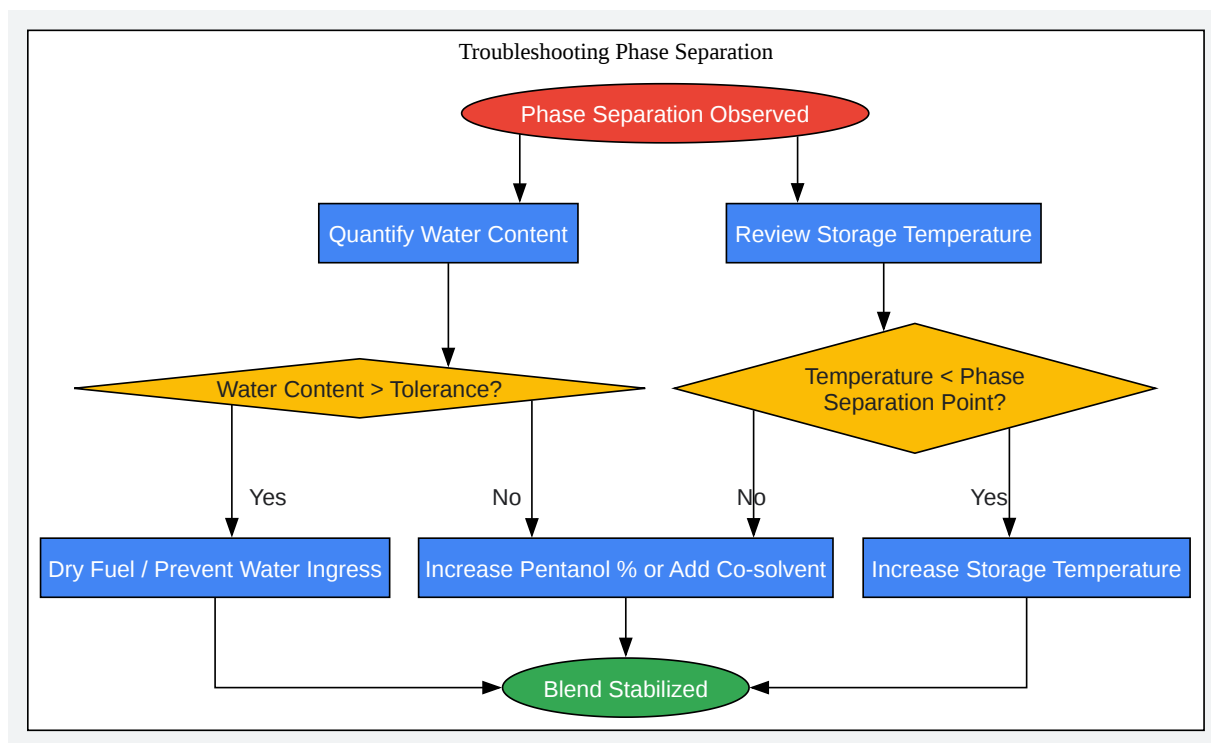 Troubleshooting Phase Separation
Phase Separation Observed
Quantify Water Content
Review Storage Temperature
Water Content > Tolerance?
Temperature < Phase
Separation Point?
Yes
No
No
Yes
Dry Fuel / Prevent Water Ingress
Increase Pentanol % or Add Co-solvent
Increase Storage Temperature
Blend Stabilized